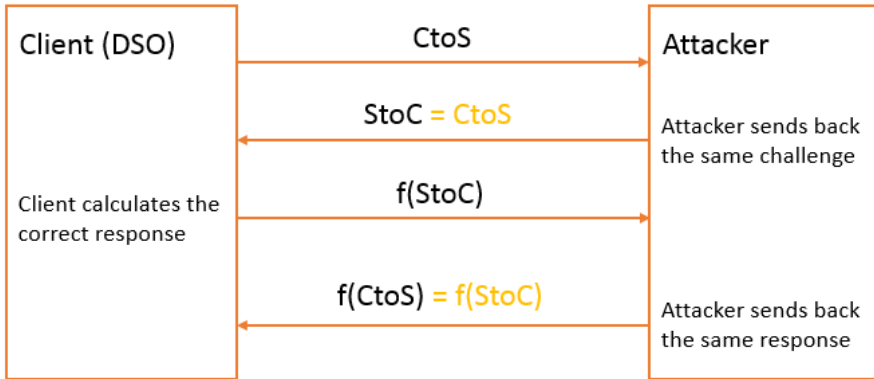 Client (DSO)
CtoS
Attacker
StoC = CtoS
Attacker sends back
the same challenge
Client calculates the
correct response
f(StoC)
f(CtoS) = f(StoC)
Attacker sends back
the same response